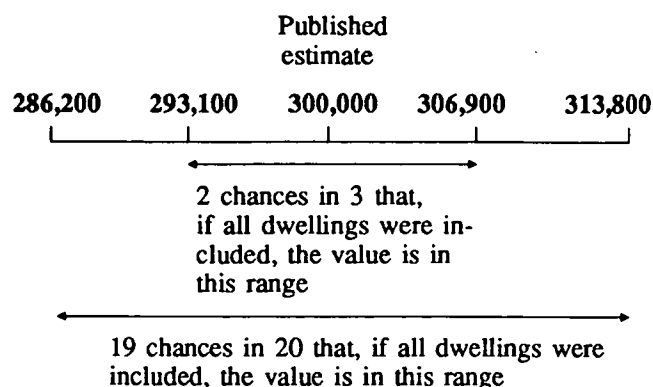 Published
estimate
286,200 293,100 300,000 306,900 313,800
2 chances in 3 that,
if all dwellings were in-
cluded, the value is in
this range
19 chances in 20 that, if all dwellings were
included, the value is in this range